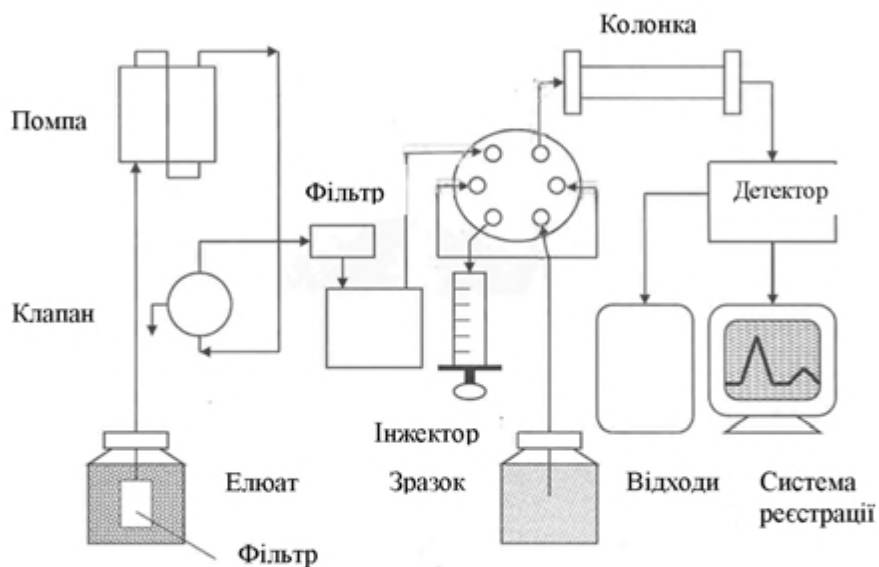 Колонка
Помпа
Детектор
Фільтр
Клапан
Інжектор
Елюат
Зразок
Відходи
Система
реєстрації
Фільтр